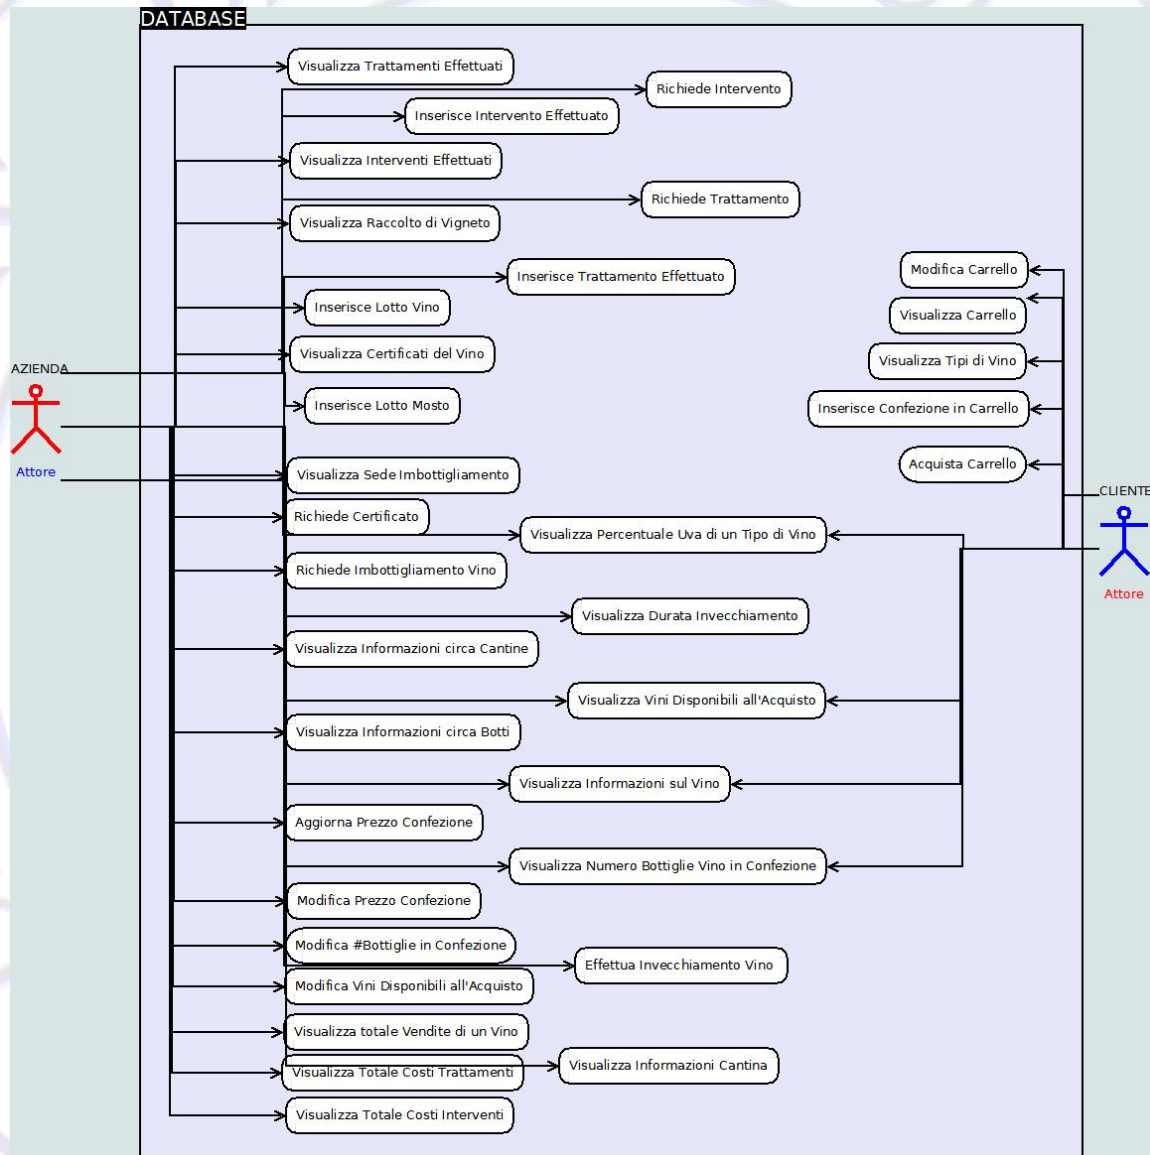 DATABASE
Visualizza Trattamenti Effettuati
Richiede Intervento
Inserisce Intervento Effettuato
Visualizza Interventi Effettuati
Richiede Trattamento
Visualizza Raccolto di Vigneto
Modifica Carrello
Inserisce Trattamento Effettuato
Inserisce Lotto Vino
Visualizza Carrello
Visualizza Certificati del Vino
Visualizza Tipi di Vino
AZIENDA
Inserisce Lotto Mosto
Inserisce Confezione in Carrello
Attore
Acquista Carrello
Visualizza Sede Imbottigliamento
CLIENTE
Richiede Certificato
Visualizza Percentuale Uva di un Tipo di Vino
Richiede Imbottigliamento Vino
Attore
Visualizza Durata Invecchiamento
Visualizza Informazioni circa Cantine
Visualizza Vini Disponibili all'Acquisto
Visualizza Informazioni circa Botti
Visualizza Informazioni sul Vino
Aggiorna Prezzo Confezione
Visualizza Numero Bottiglie Vino in Confezione
Modifica Prezzo Confezione
Modifica #Bottiglie in Confezione
Effettua Invecchiamento Vino
Modifica Vini Disponibili all'Acquisto
Visualizza totale Vendite di un Vino
Visualizza Informazioni Cantina
Visualizza Totale Costi Trattamenti
Visualizza Totale Costi Interventi